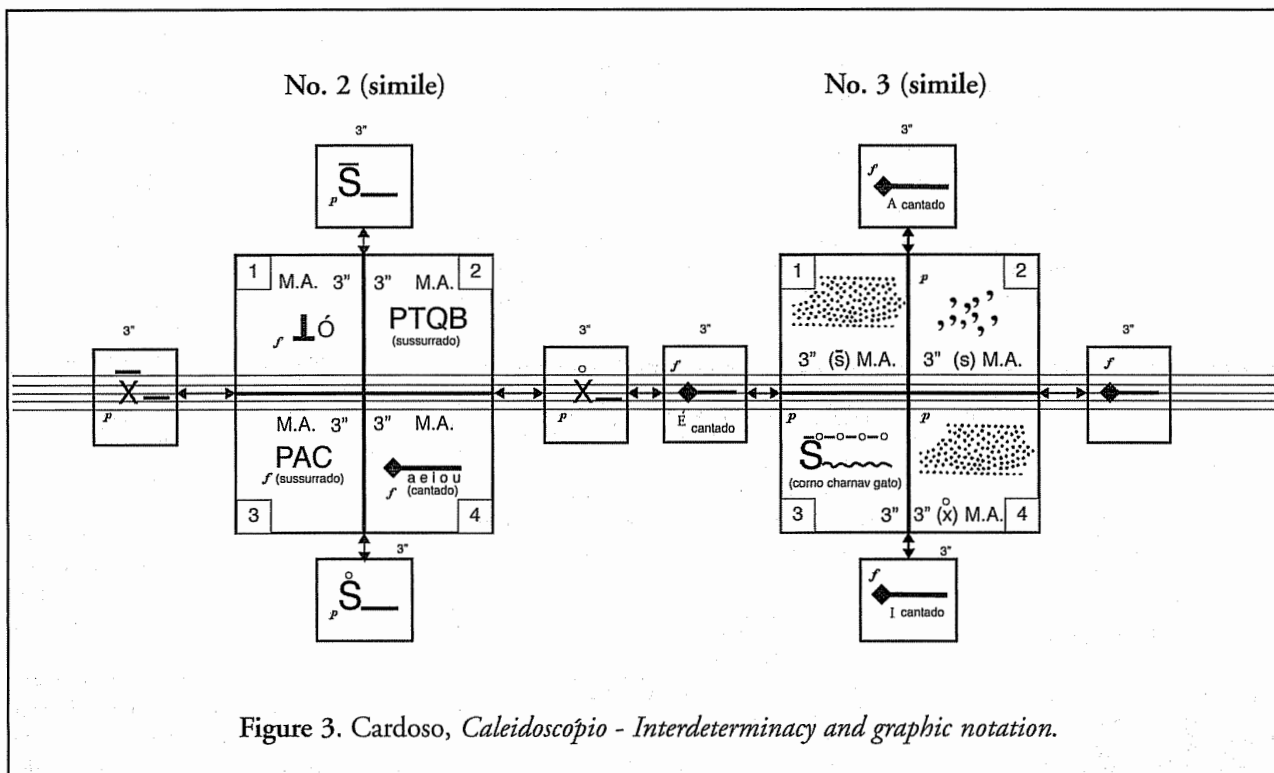 No. 2 (simile)
3"
p S̄
3"
X̄
p
1
M.A. 3"
f ⊥Ó
3" M.A.
2
PTQB
(sussurrado)
M.A. 3"
PAC
f (sussurrado)
3
3" M.A.
a e i o u
f (cantado)
4
3"
X̊
p
3"
p S̊
No. 3 (simile)
3"
f
A cantado
3"
f
É cantado
1
3" (s̄) M.A.
p
2
, , , , , , , , ,
3" (s) M.A.
p
S̄
(corno charnav gato)
3
3"
p
3" (x̊) M.A.
4
3"
f
3"
f
I cantado
Figure 3. Cardoso, Caleidoscópio - Interdeterminacy and graphic notation.